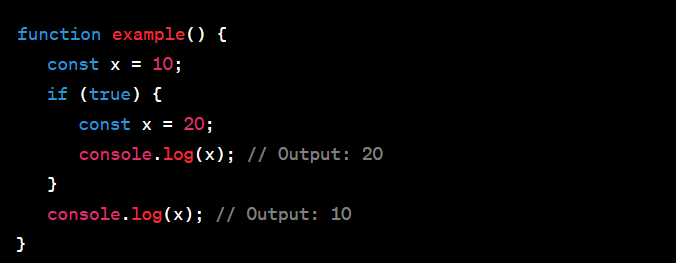 function example() {
const x = 10;
if (true) {
const x = 20;
console.log(x); // Output: 20
}
console.log(x); // Output: 10
}